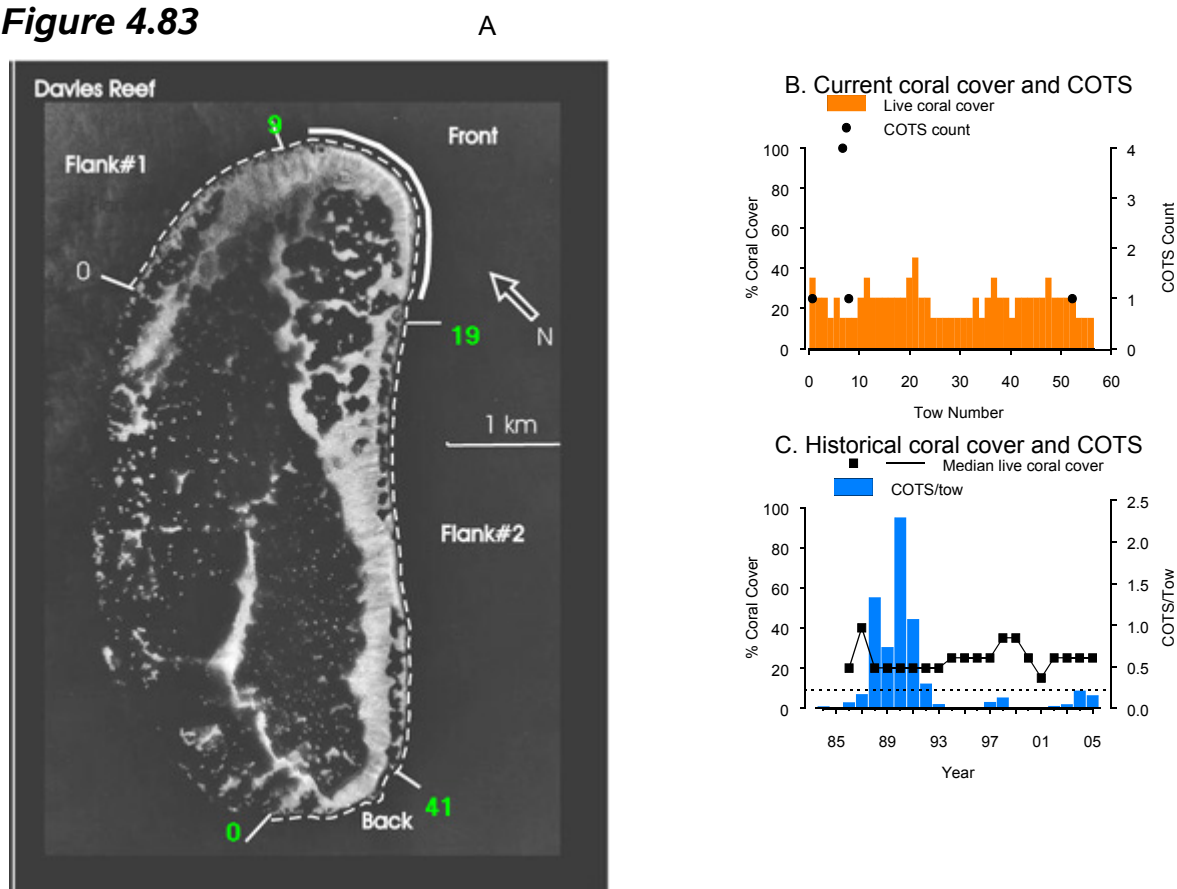 Figure 4.83
A
Davies Reef
9
Front
Flank#1
0
19
N
1 km
Flank#2
41
Back
0
B. Current coral cover and COTS
Live coral cover
COTS count
100
80
60
40
20
0
% Coral Cover
4
3
2
1
0
COTS Count
0 10 20 30 40 50 60
Tow Number
C. Historical coral cover and COTS
Median live coral cover
COTS/tow
100
80
60
40
20
0
% Coral Cover
2.5
2.0
1.5
1.0
0.5
0.0
COTS/Tow
85 89 93 97 01 05
Year